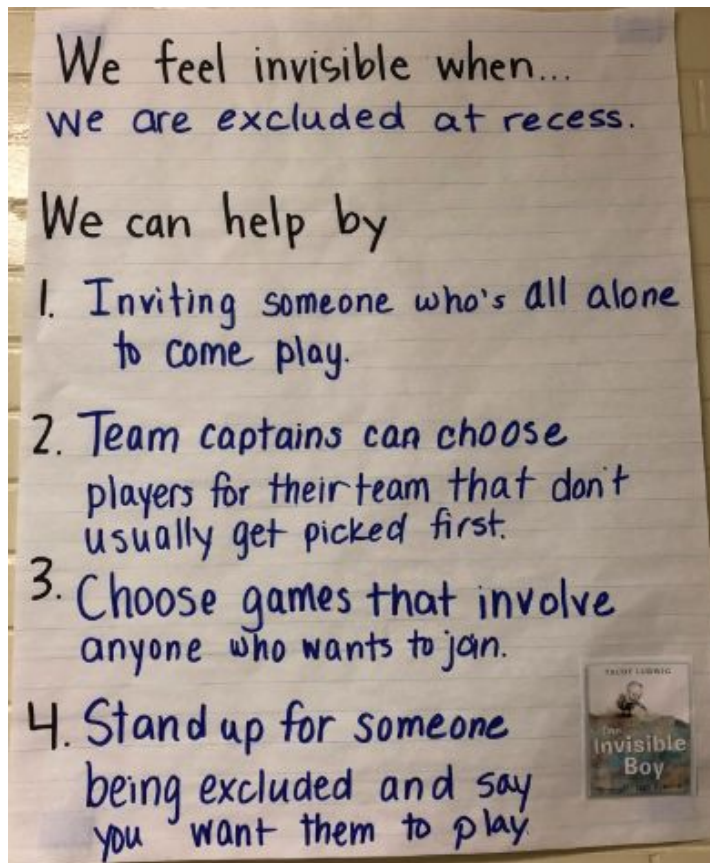 We feel invisible when...
we are excluded at recess.
We can help by
1. Inviting someone who's all alone
to come play.
2. Team captains can choose
players for their team that don't
usually get picked first.
3. Choose games that involve
anyone who wants to join.
4. Stand up for someone
being excluded and say
you want them to play.
TRUDY LUDWIG
The
Invisible
Boy